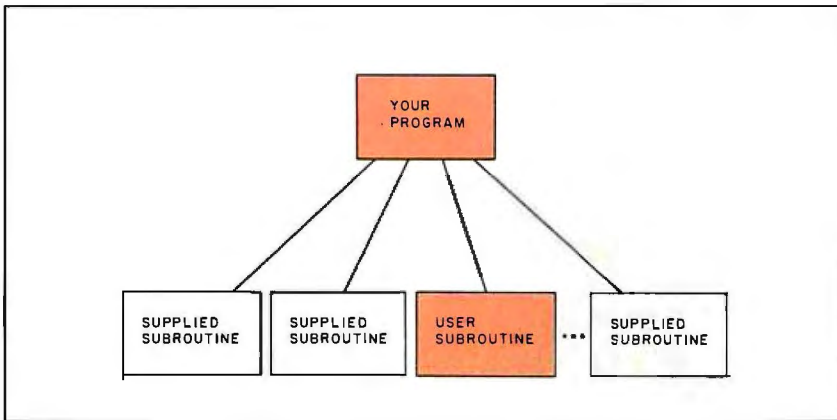 YOUR
PROGRAM
SUPPLIED
SUBROUTINE
SUPPLIED
SUBROUTINE
USER
SUBROUTINE
...
SUPPLIED
SUBROUTINE